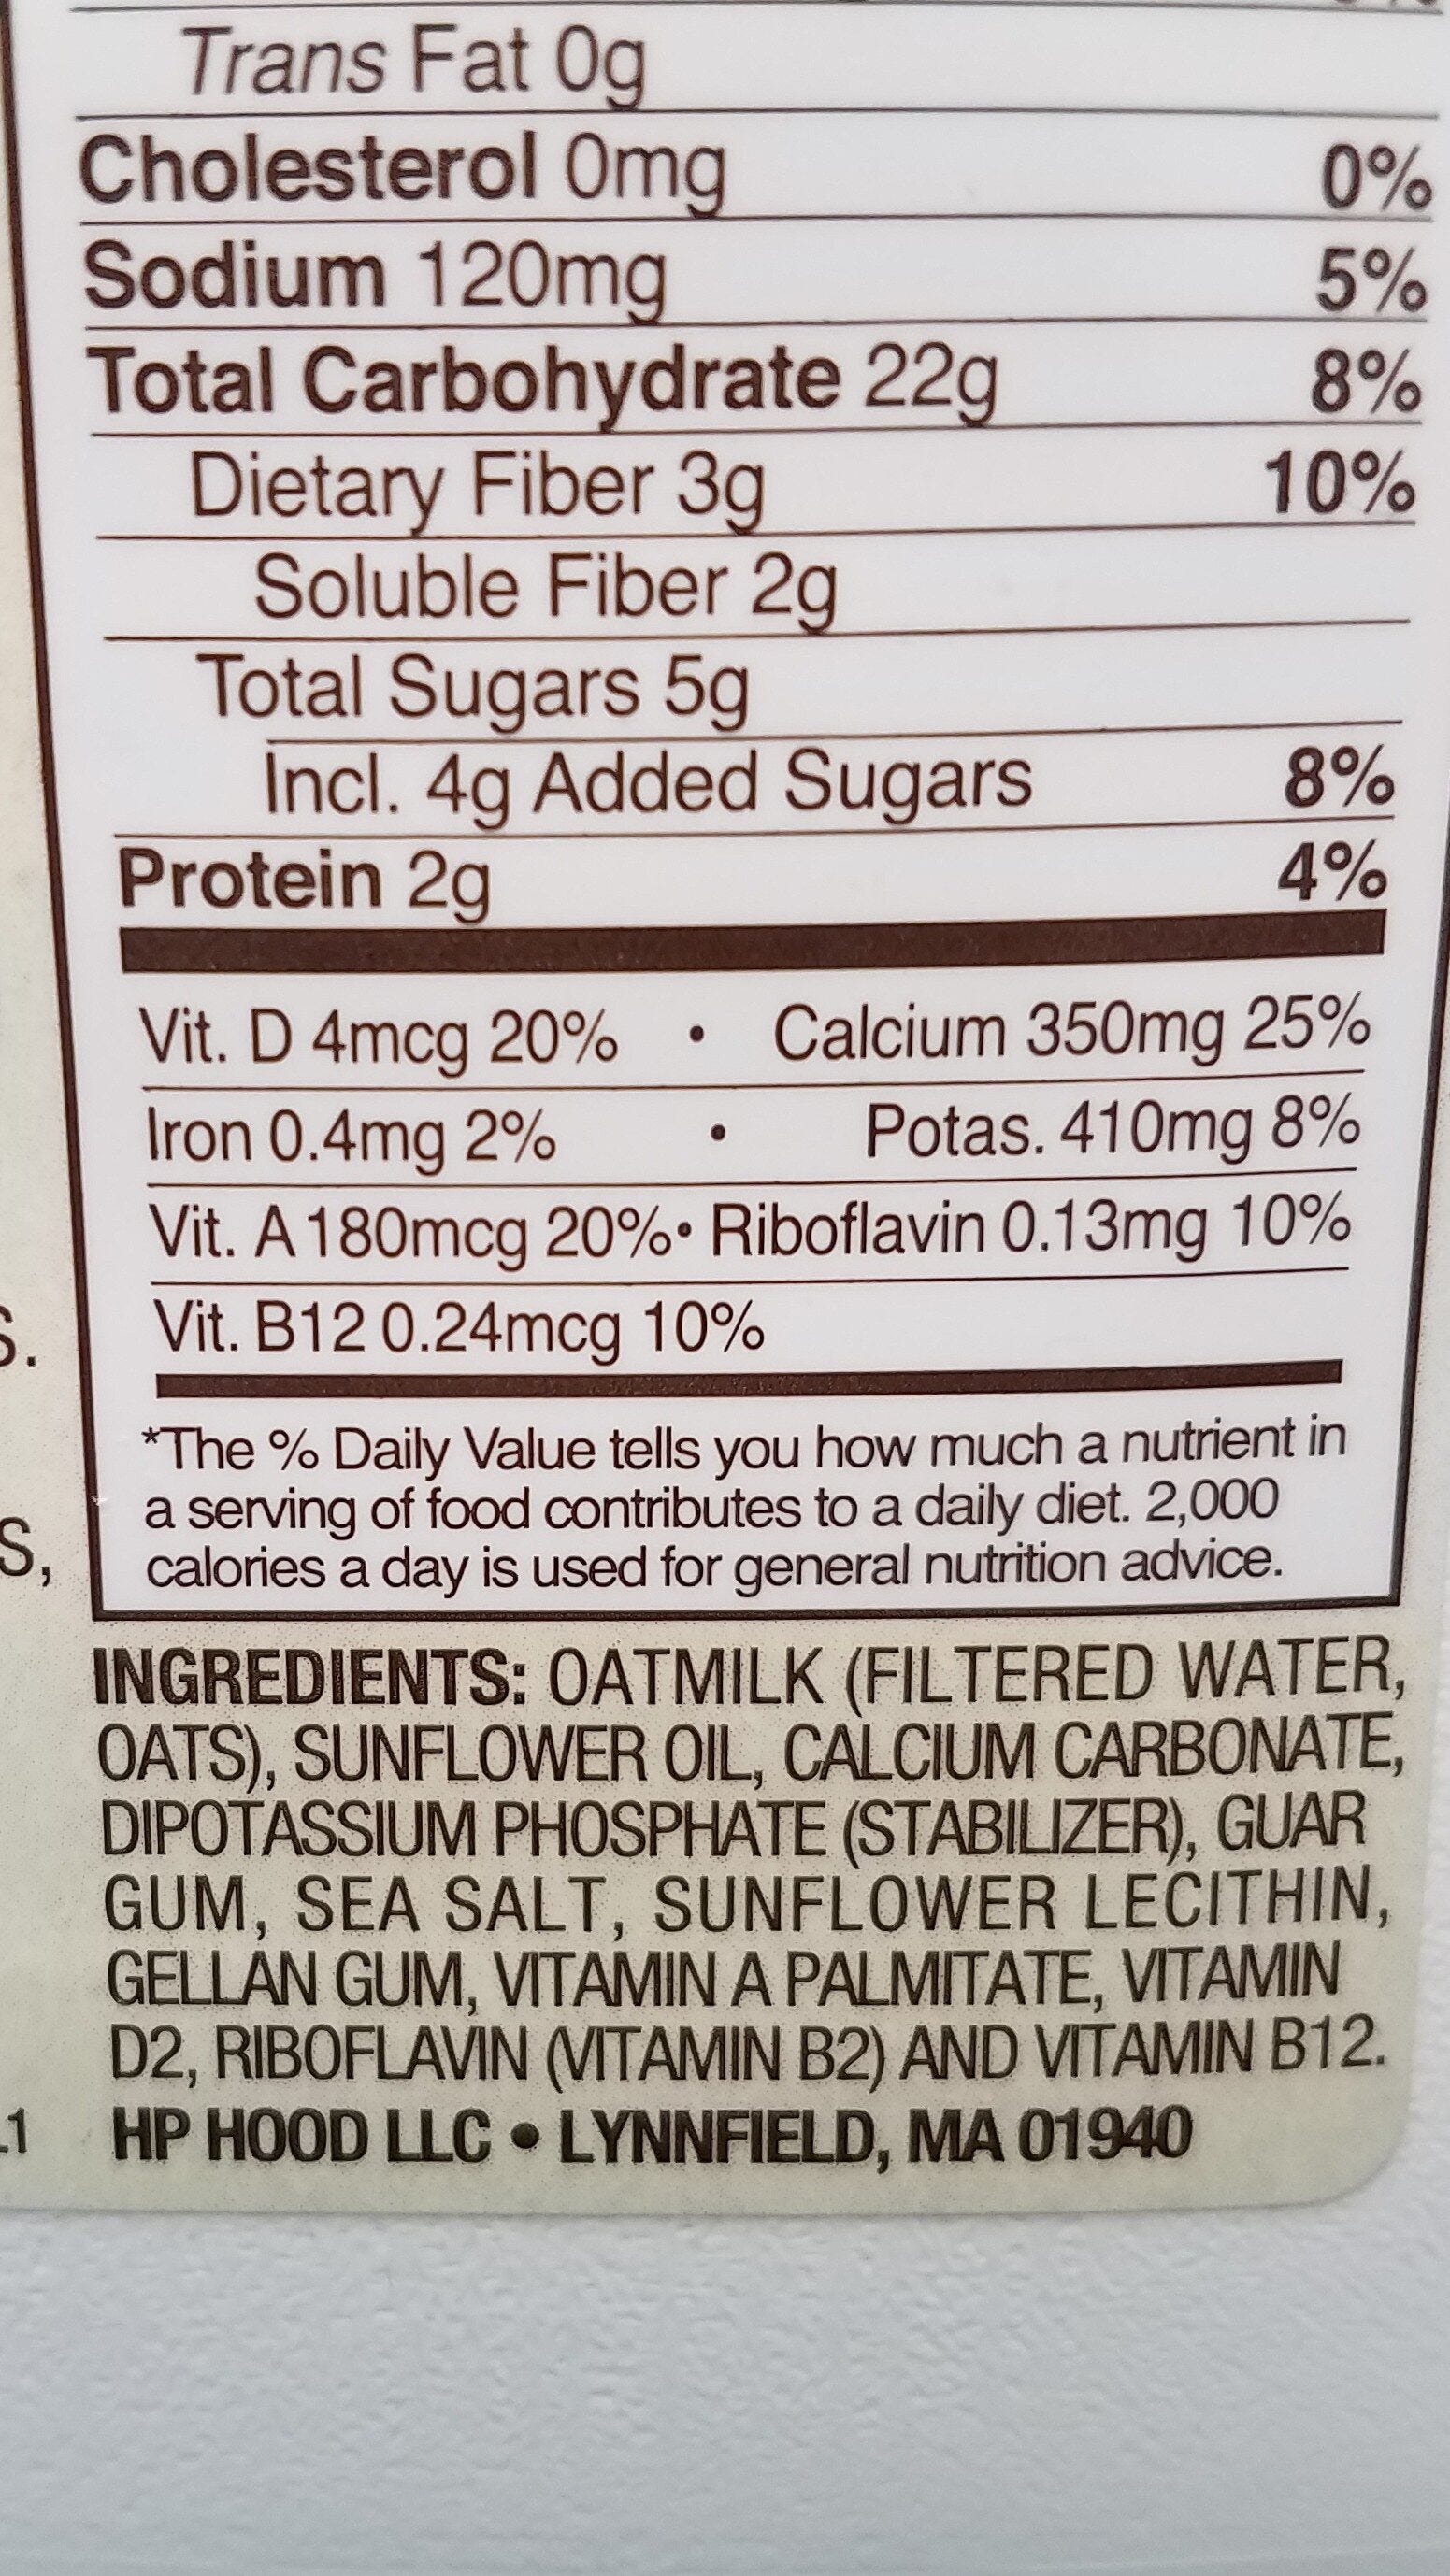 Trans Fat 0g
Cholesterol 0mg 0%
Sodium 120mg 5%
Total Carbohydrate 22g 8%
Dietary Fiber 3g 10%
Soluble Fiber 2g
Total Sugars 5g
Incl. 4g Added Sugars 8%
Protein 2g 4%
Vit. D 4mcg 20% • Calcium 350mg 25%
Iron 0.4mg 2% • Potas. 410mg 8%
Vit. A 180mcg 20% • Riboflavin 0.13mg 10%
Vit. B12 0.24mcg 10%
*The % Daily Value tells you how much a nutrient in
a serving of food contributes to a daily diet. 2,000
calories a day is used for general nutrition advice.
INGREDIENTS: OATMILK (FILTERED WATER,
OATS), SUNFLOWER OIL, CALCIUM CARBONATE,
DIPOTASSIUM PHOSPHATE (STABILIZER), GUAR
GUM, SEA SALT, SUNFLOWER LECITHIN,
GELLAN GUM, VITAMIN A PALMITATE, VITAMIN
D2, RIBOFLAVIN (VITAMIN B2) AND VITAMIN B12.
HP HOOD LLC • LYNNFIELD, MA 01940